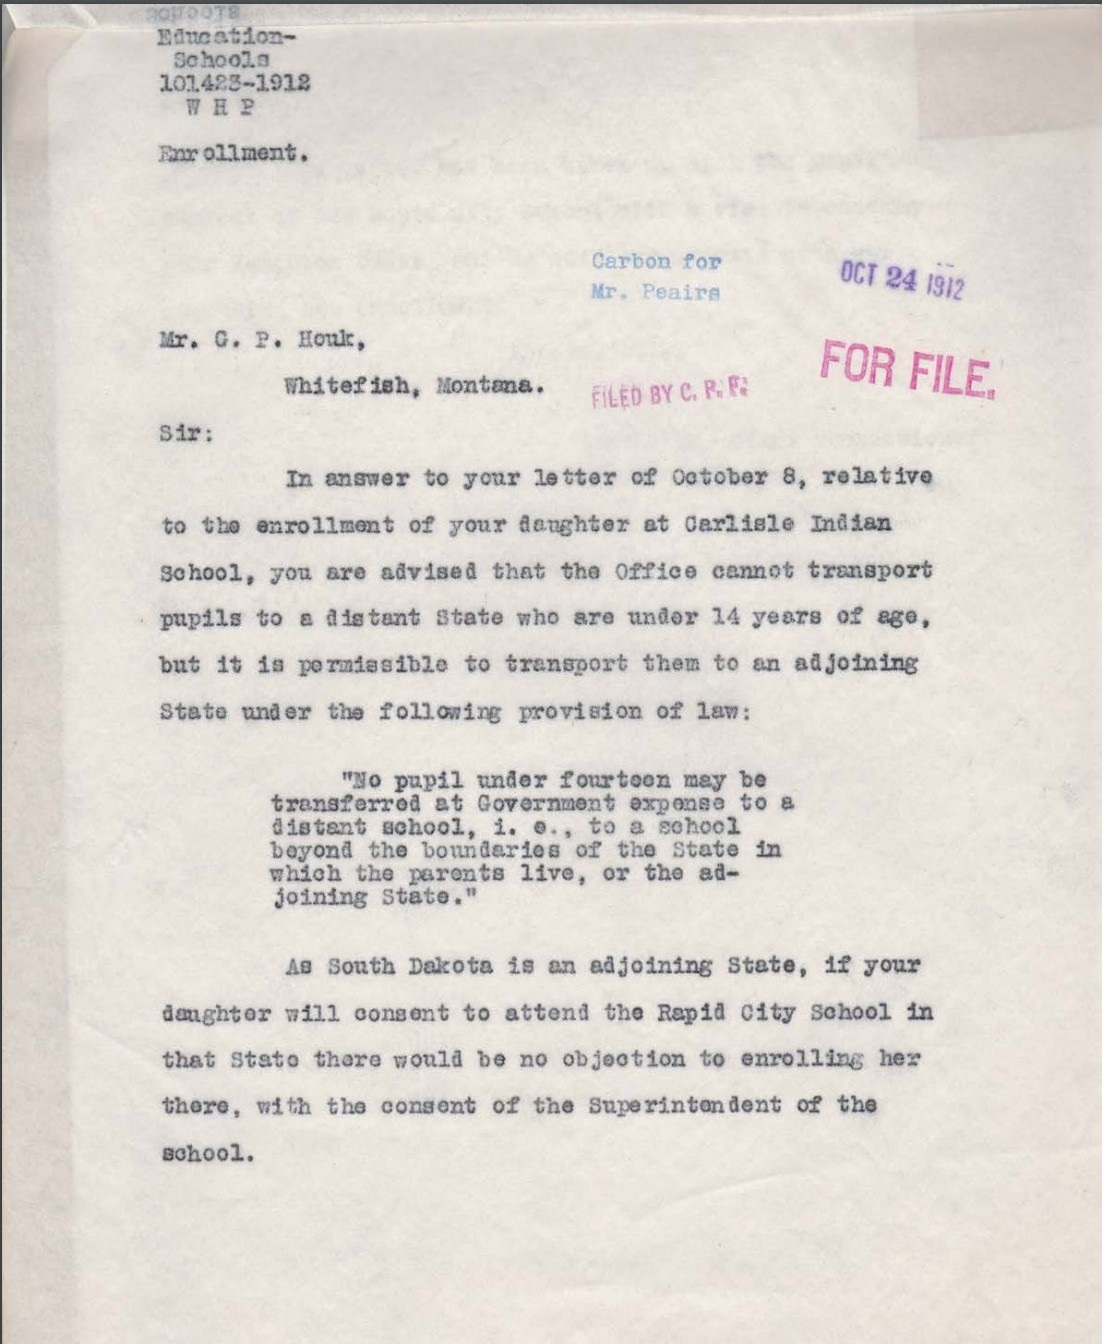 Education-
Schools
101423-1912
W H P
Enrollment.
Carbon for
Mr. Peairs
OCT 24 1912
Mr. G. P. Houk,
FOR FILE.
Whitefish, Montana.
FILED BY C. R. F.
Sir:
In answer to your letter of October 8, relative
to the enrollment of your daughter at Carlisle Indian
School, you are advised that the Office cannot transport
pupils to a distant State who are under 14 years of age,
but it is permissible to transport them to an adjoining
State under the following provision of law:
"No pupil under fourteen may be
transferred at Government expense to a
distant school, i. e., to a school
beyond the boundaries of the State in
which the parents live, or the ad-
joining State."
As South Dakota is an adjoining State, if your
daughter will consent to attend the Rapid City School in
that State there would be no objection to enrolling her
there, with the consent of the Superintendent of the
school.